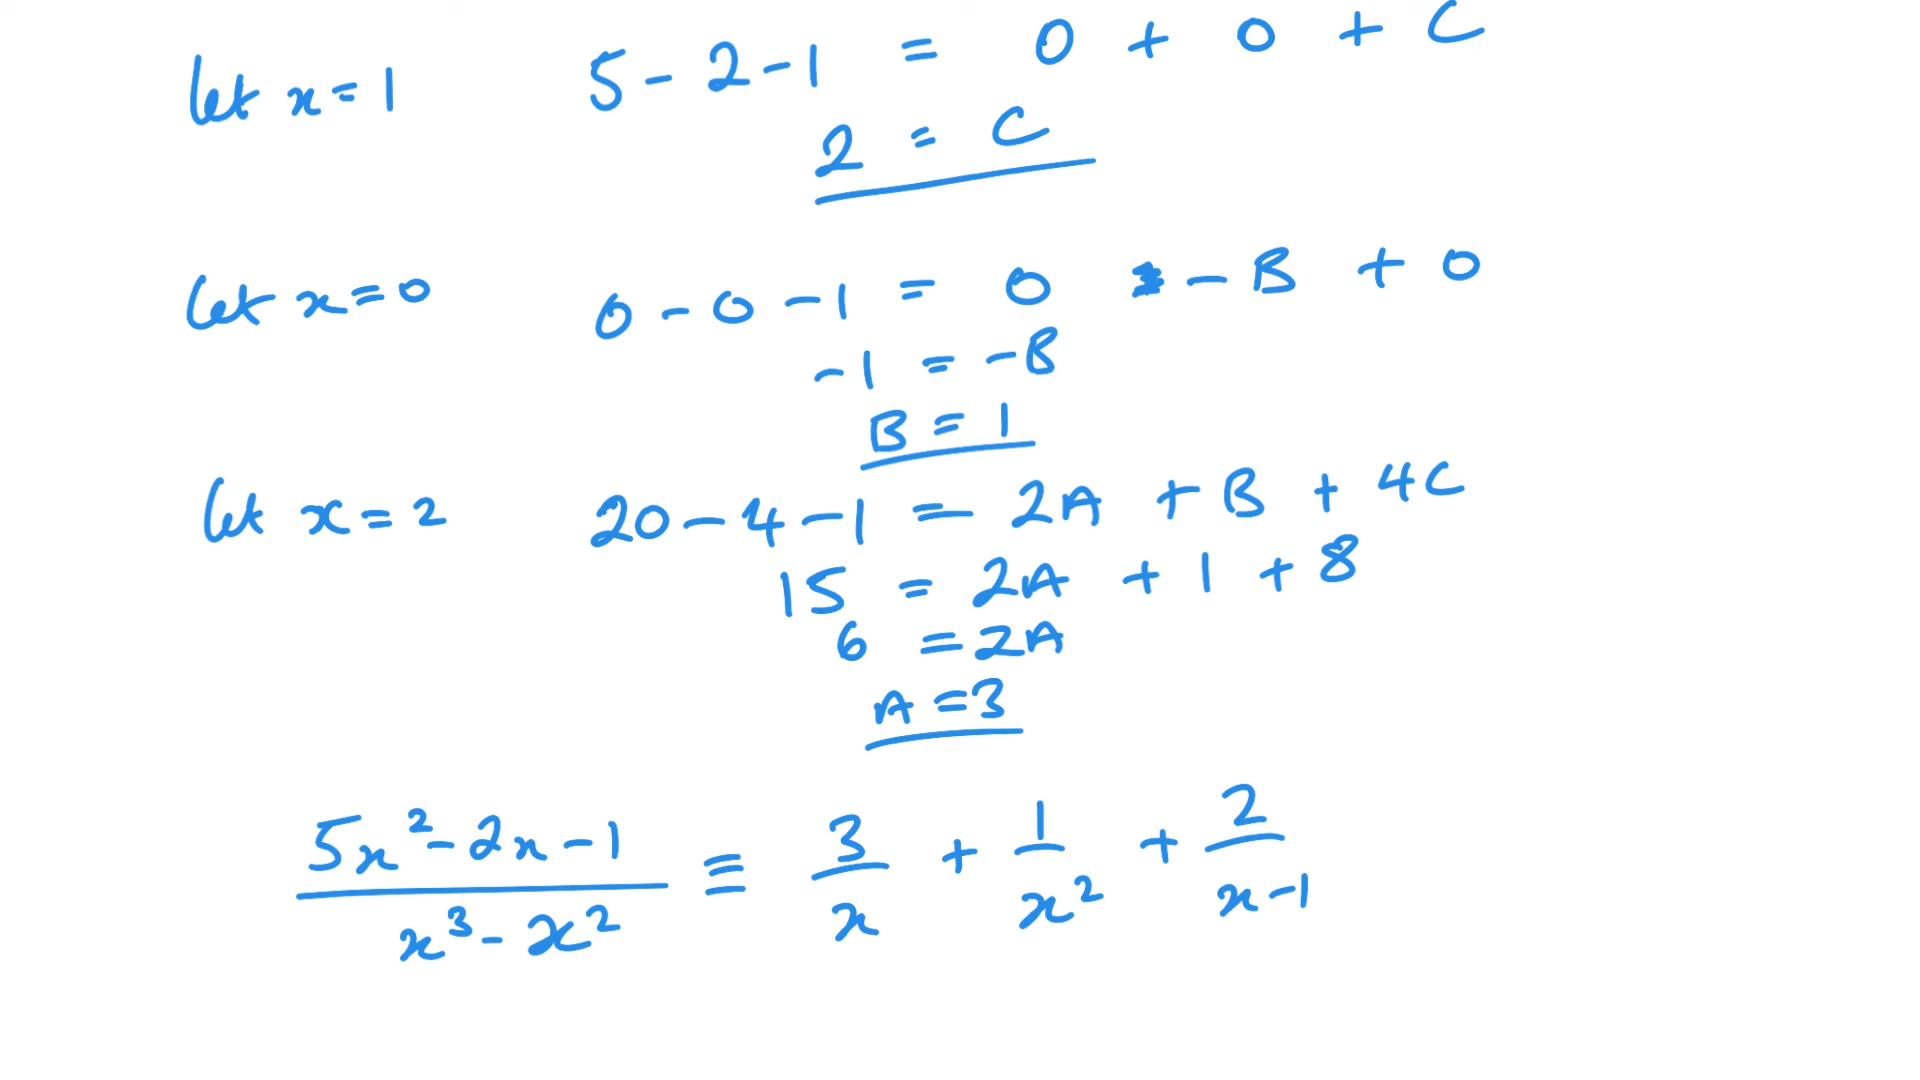 let x=1 5-2-1 = 0 + 0 + C
2 = C
let x=0 0-0-1 = 0 -B + 0
-1 = -B
B = 1
let x=2 20-4-1 = 2A + B + 4C
15 = 2A + 1 + 8
6 = 2A
A = 3
5x²-2x-1 / x³-x² ≡ 3/x + 1/x² + 2/x-1